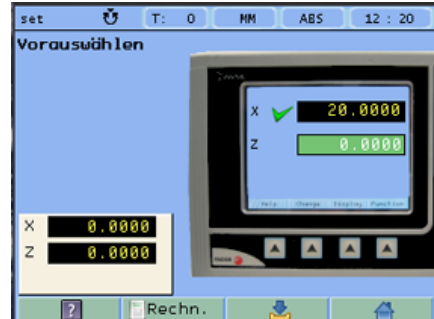 set T: 0 MM ABS 12 : 20
Vorauswählen
X 20.0000
Z 0.0000
Help Change Display Function
X 0.0000
Z 0.0000
? Rechn.